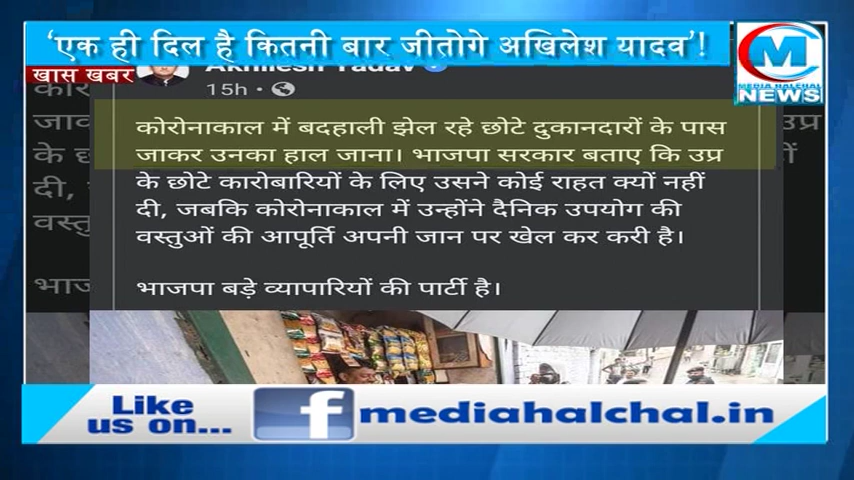 ‘एक ही दिल है कितनी बार जीतोगे अखिलेश यादव’!
खास खबर
MEDIA HALCHAL
NEWS
Akhilesh Yadav
15h
कोरोनाकाल में बदहाली झेल रहे छोटे दुकानदारों के पास
जाकर उनका हाल जाना। भाजपा सरकार बताए कि उप्र
के छोटे कारोबारियों के लिए उसने कोई राहत क्यों नहीं
दी, जबकि कोरोनाकाल में उन्होंने दैनिक उपयोग की
वस्तुओं की आपूर्ति अपनी जान पर खेल कर करी है।
भाजपा बड़े व्यापारियों की पार्टी है।
Like
us on...
f mediahalchal.in